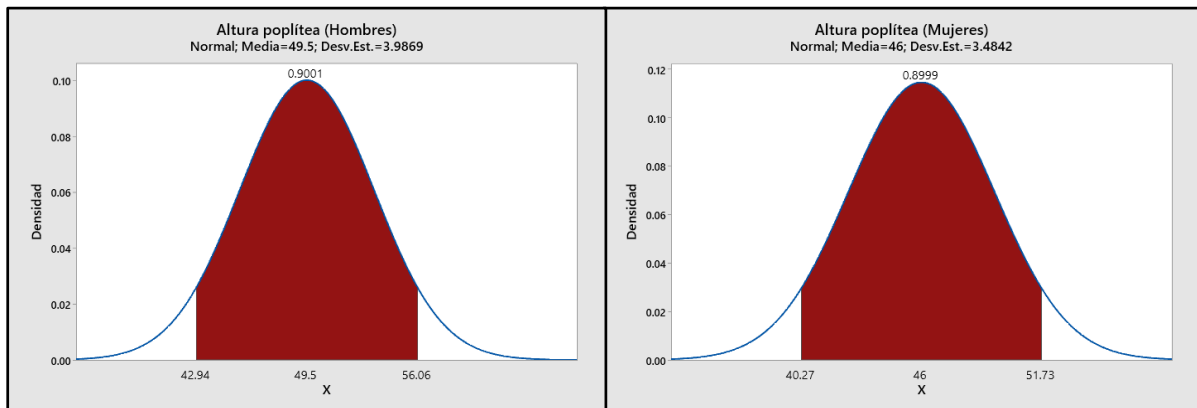 Altura poplítea (Hombres)
Normal; Media=49.5; Desv.Est.=3.9869
0.9001
0.10
0.08
0.06
0.04
0.02
0.00
Densidad
42.94 49.5 56.06
X
Altura poplítea (Mujeres)
Normal; Media=46; Desv.Est.=3.4842
0.8999
0.12
0.10
0.08
0.06
0.04
0.02
0.00
Densidad
40.27 46 51.73
X